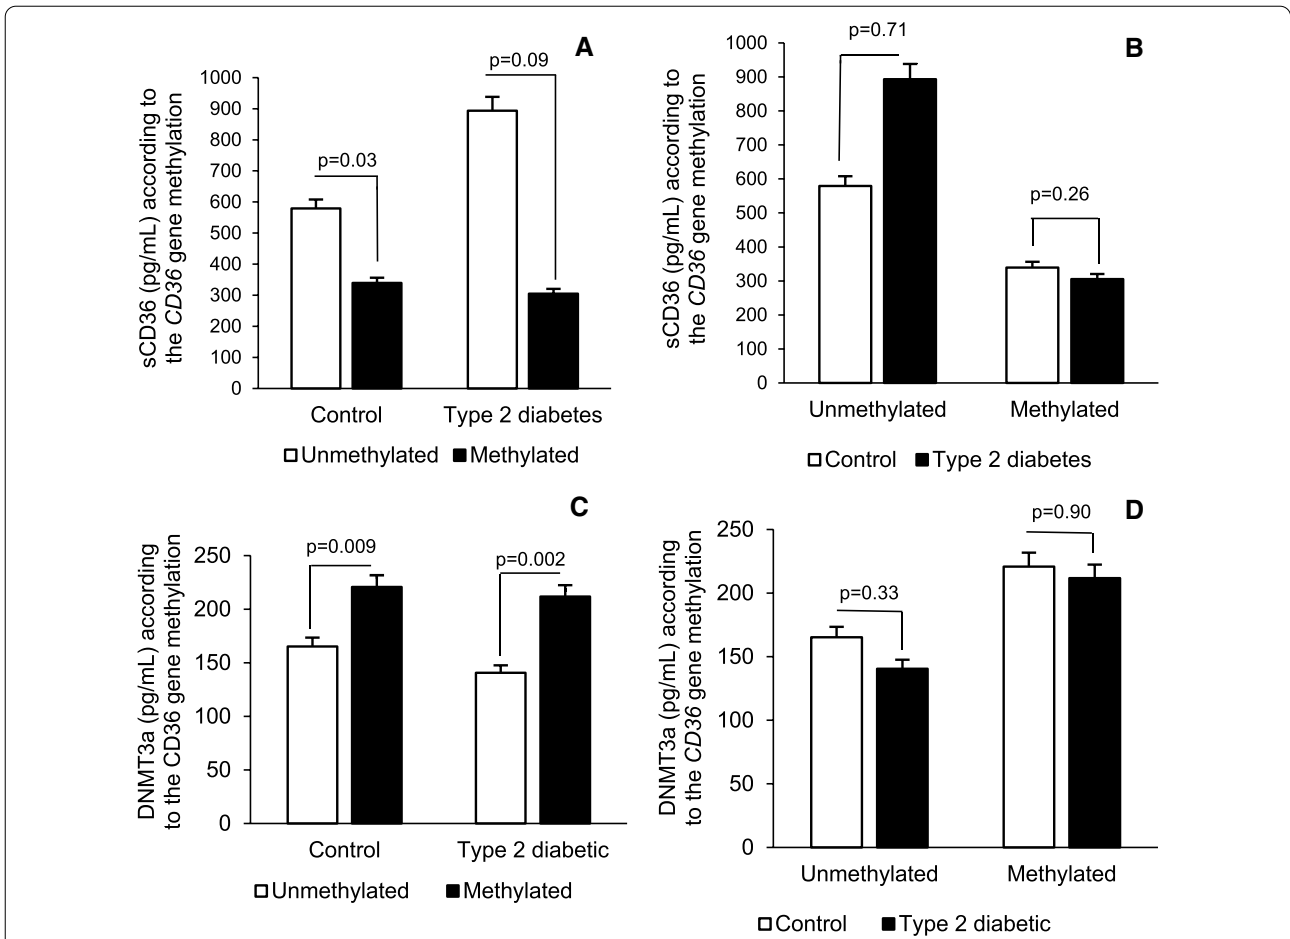 A
p=0.09
p=0.03
sCD36 (pg/mL) according to
the CD36 gene methylation
1000
900
800
700
600
500
400
300
200
100
0
Control
Type 2 diabetes
Unmethylated
Methylated
B
p=0.71
p=0.26
sCD36 (pg/mL) according to
the CD36 gene methylation
1000
900
800
700
600
500
400
300
200
100
0
Unmethylated
Methylated
Control
Type 2 diabetes
C
p=0.009
p=0.002
DNMT3a (pg/mL) according
to the CD36 gene methylation
250
200
150
100
50
0
Control
Type 2 diabetic
Unmethylated
Methylated
D
p=0.90
p=0.33
DNMT3a (pg/mL) according
to the CD36 gene methylation
250
200
150
100
50
0
Unmethylated
Methylated
Control
Type 2 diabetic